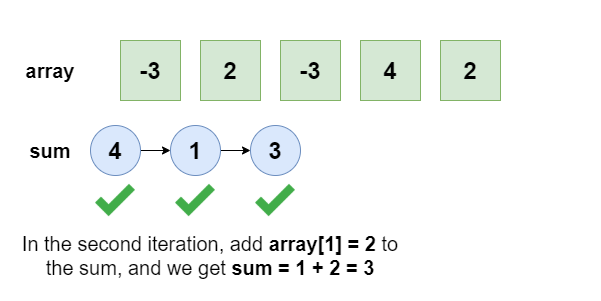 array -3 2 -3 4 2
sum 4 1 3
In the second iteration, add array[1] = 2 to
the sum, and we get sum = 1 + 2 = 3